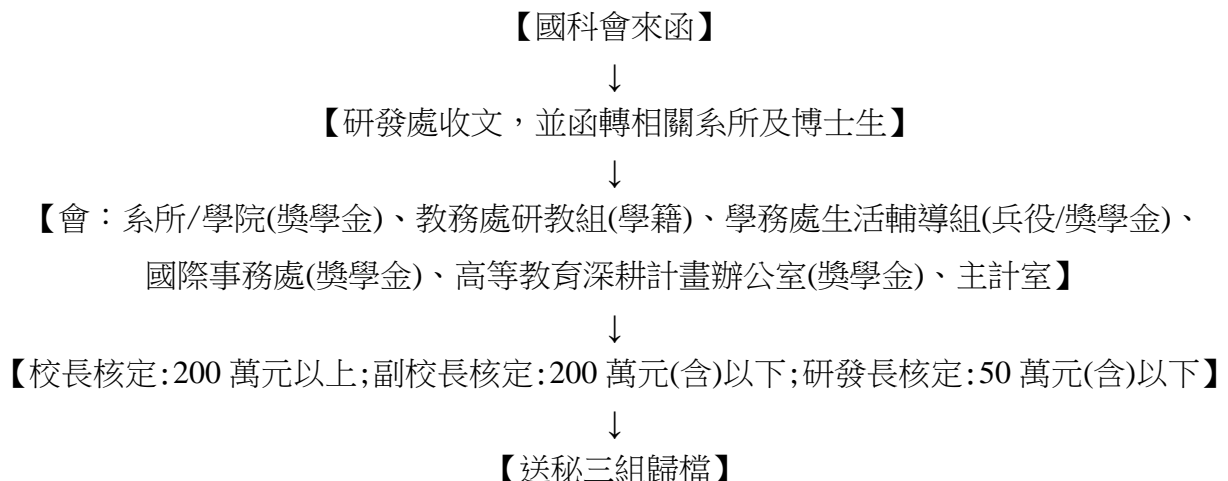 【國科會來函】
↓
【研發處收文，並函轉相關系所及博士生】
↓
【會：系所/學院(獎學金)、教務處研教組(學籍)、學務處生活輔導組(兵役/獎學金)、
國際事務處(獎學金)、高等教育深耕計畫辦公室(獎學金)、主計室】
↓
【校長核定:200 萬元以上;副校長核定:200 萬元(含)以下;研發長核定:50 萬元(含)以下】
↓
【送秘三組歸檔】